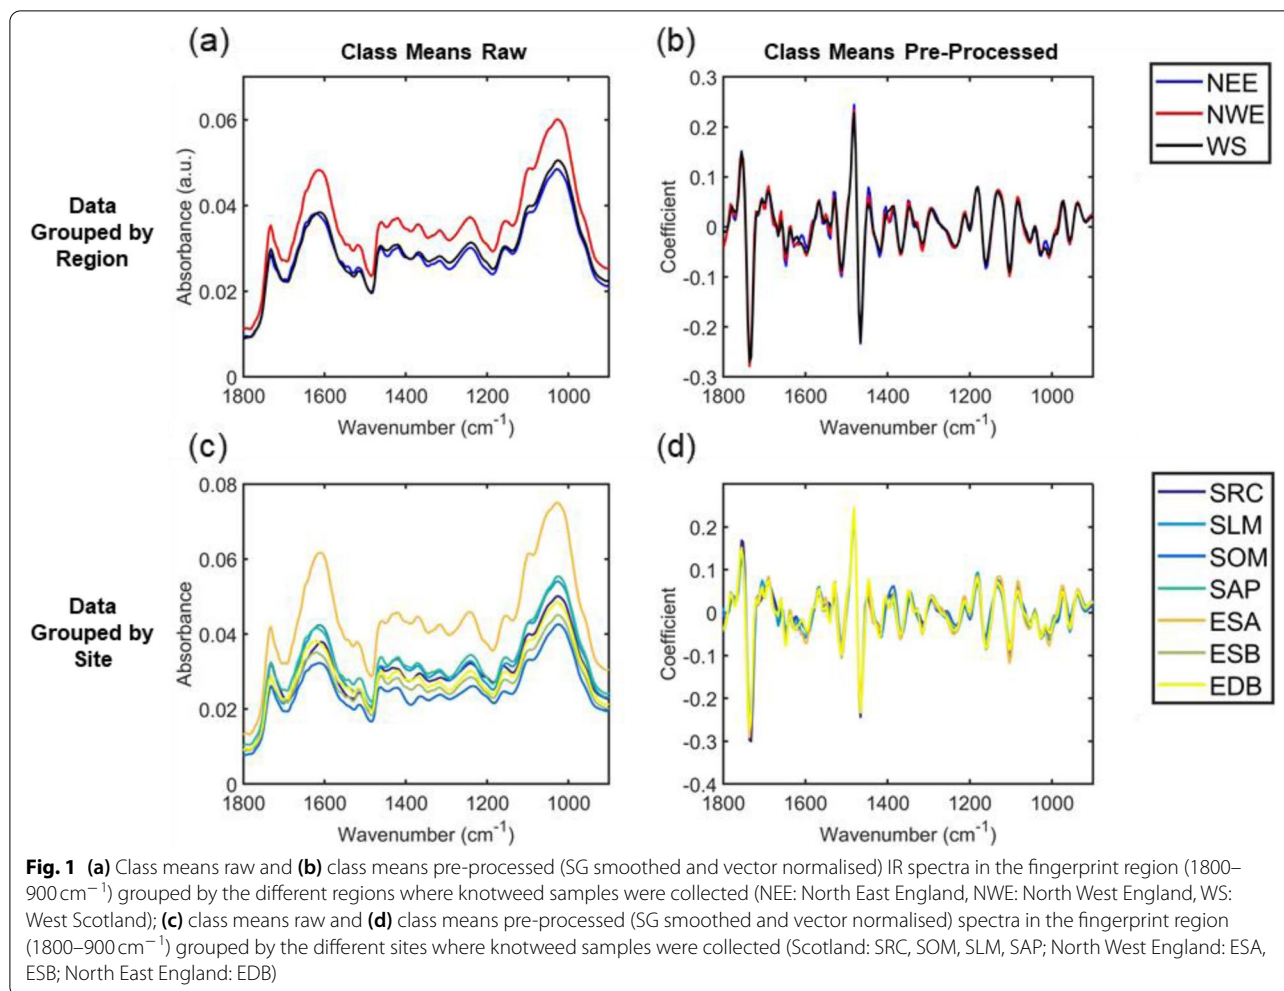 (a)
Class Means Raw
(b)
Class Means Pre-Processed
Data
Grouped by
Region
Absorbance (a.u.)
0.06
0.04
0.02
0
1800 1600 1400 1200 1000
Wavenumber (cm-1)
Coefficient
0.3
0.2
0.1
0
-0.1
-0.2
-0.3
1800 1600 1400 1200 1000
Wavenumber (cm-1)
NEE
NWE
WS
(c)
(d)
Data
Grouped by
Site
Absorbance
0.08
0.06
0.04
0.02
0
1800 1600 1400 1200 1000
Wavenumber (cm-1)
Coefficient
0.2
0.1
0
-0.1
-0.2
-0.3
-0.4
1800 1600 1400 1200 1000
Wavenumber (cm-1)
SRC
SLM
SOM
SAP
ESA
ESB
EDB
Fig. 1 (a) Class means raw and (b) class means pre-processed (SG smoothed and vector normalised) IR spectra in the fingerprint region (1800–
900 cm−1) grouped by the different regions where knotweed samples were collected (NEE: North East England, NWE: North West England, WS:
West Scotland); (c) class means raw and (d) class means pre-processed (SG smoothed and vector normalised) spectra in the fingerprint region
(1800–900 cm−1) grouped by the different sites where knotweed samples were collected (Scotland: SRC, SOM, SLM, SAP; North West England: ESA,
ESB; North East England: EDB)